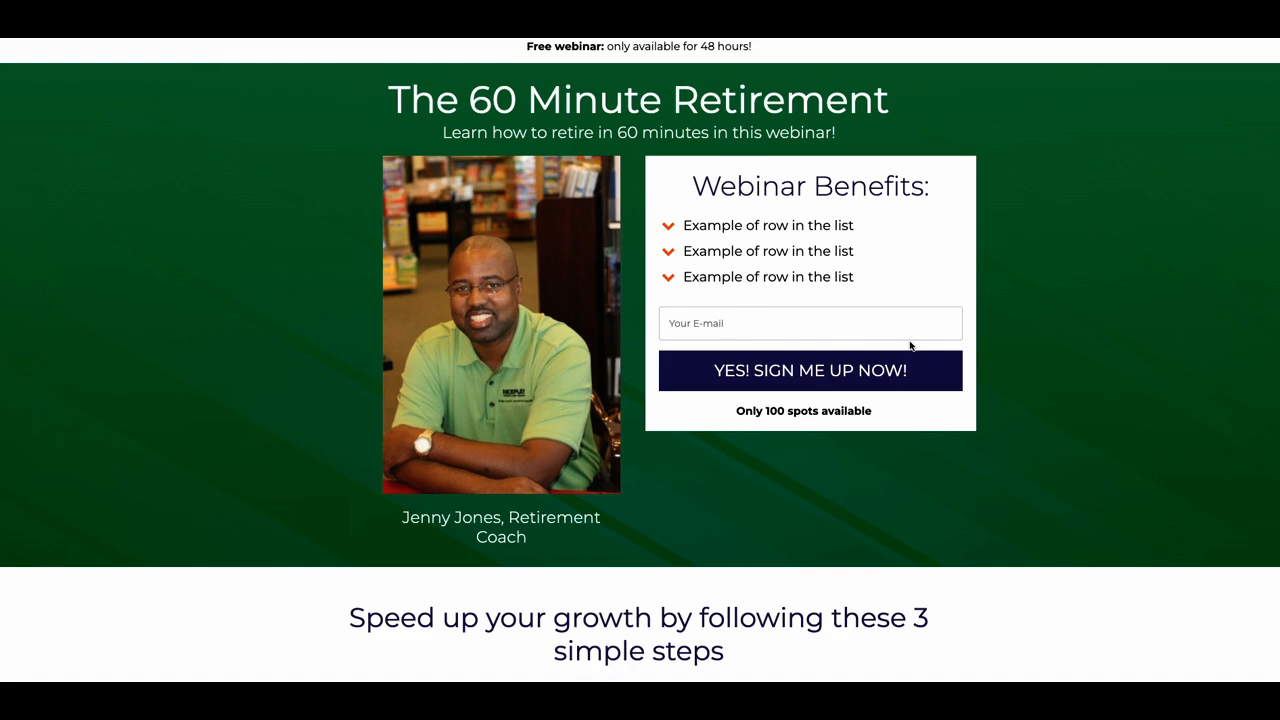 Free webinar: only available for 48 hours!
The 60 Minute Retirement
Learn how to retire in 60 minutes in this webinar!
Webinar Benefits:
Example of row in the list
Example of row in the list
Example of row in the list
Your E-mail
YES! SIGN ME UP NOW!
Only 100 spots available
Jenny Jones, Retirement
Coach
Speed up your growth by following these 3
simple steps